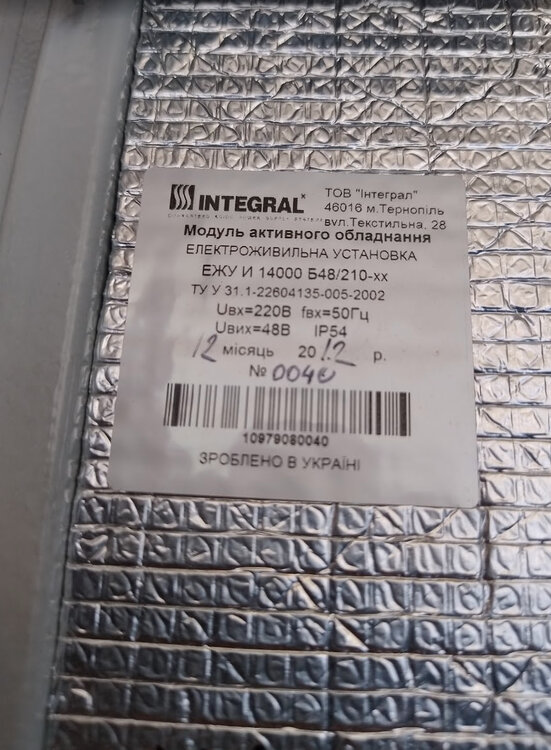 INTEGRAL
ТОВ "Інтеграл"
46016 м.Тернопіль
вул.Текстильна, 28
Модуль активного обладнання
ЕЛЕКТРОЖИВИЛЬНА УСТАНОВКА
ЕЖУ И 14000 Б48/210-хх
ТУ У 31.1-22604135-005-2002
Uвх=220В fвх=50Гц
Uвих=48В IP54
12 місяць 2012 р.
№ 0040
10979080040
ЗРОБЛЕНО В УКРАЇНІ